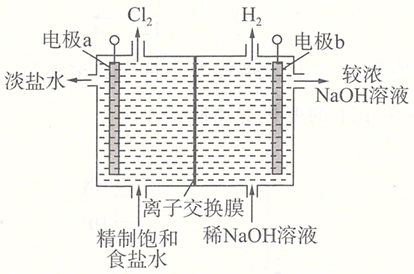 Cl₂
H₂
电极a
电极b
淡盐水
较浓
NaOH溶液
离子交换膜
精制饱和
食盐水
稀NaOH溶液